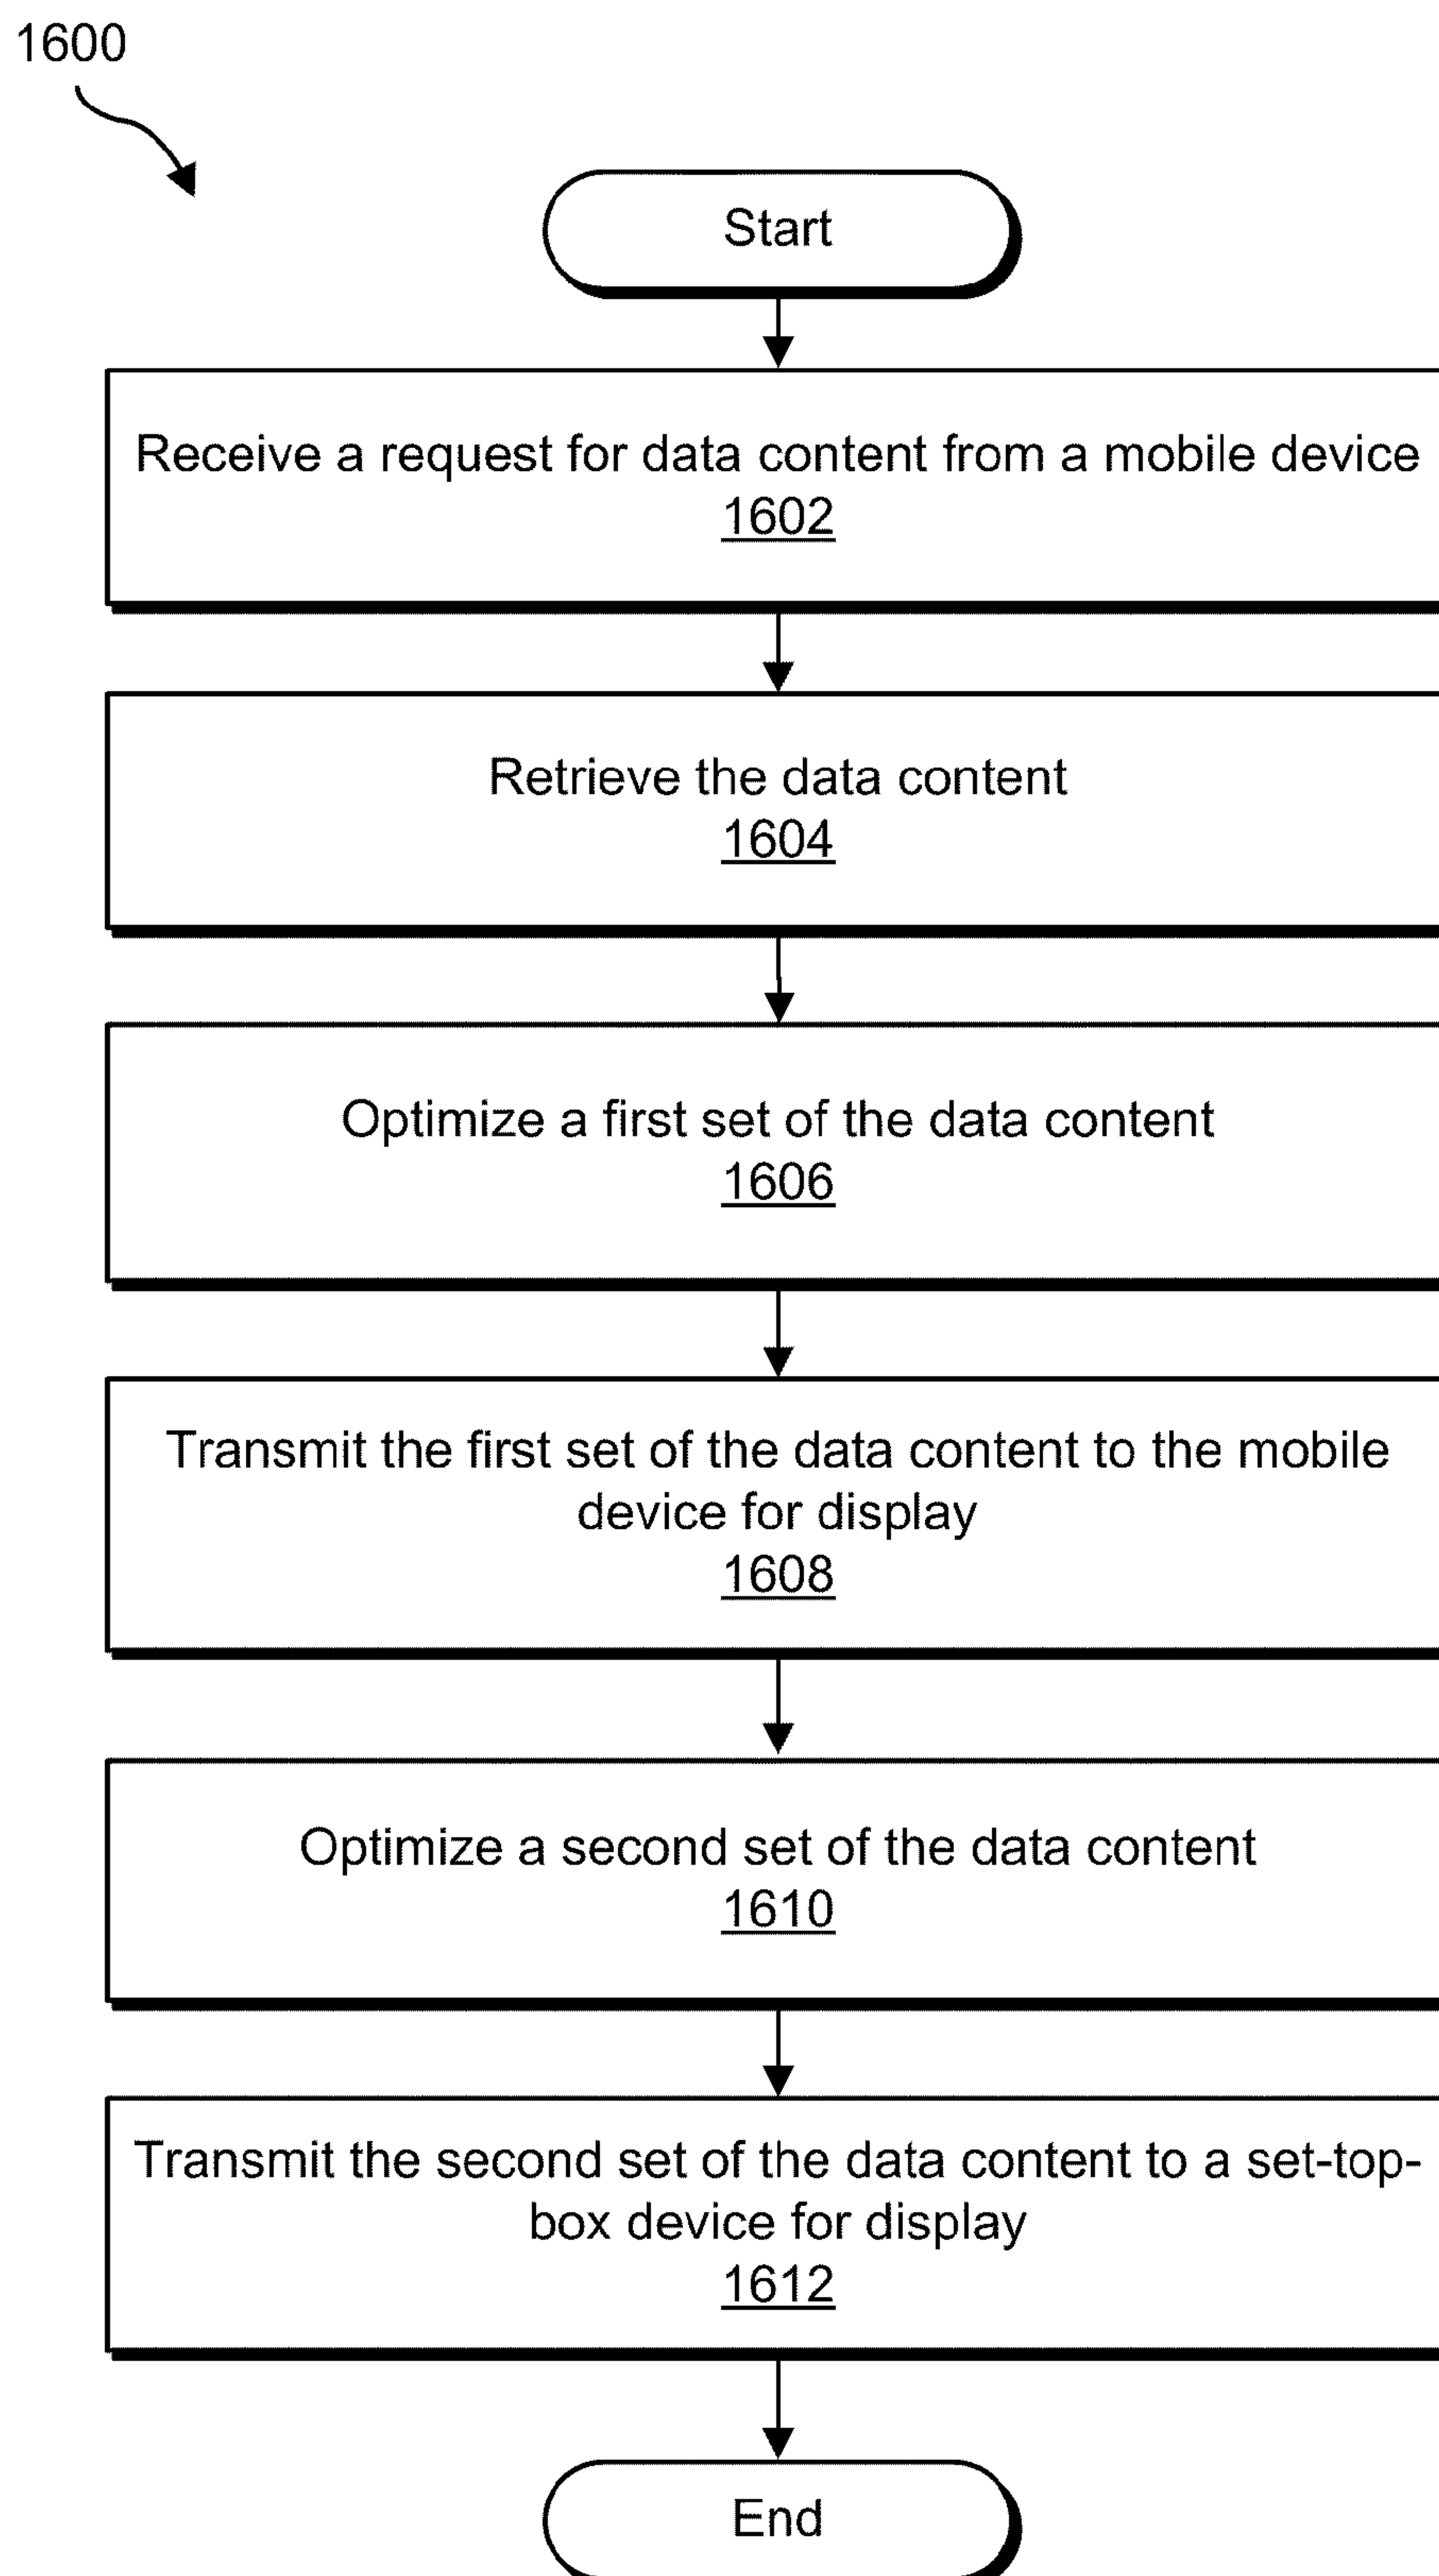 1600
Start
Receive a request for data content from a mobile device
1602
Retrieve the data content
1604
Optimize a first set of the data content
1606
Transmit the first set of the data content to the mobile
device for display
1608
Optimize a second set of the data content
1610
Transmit the second set of the data content to a set-top-
box device for display
1612
End